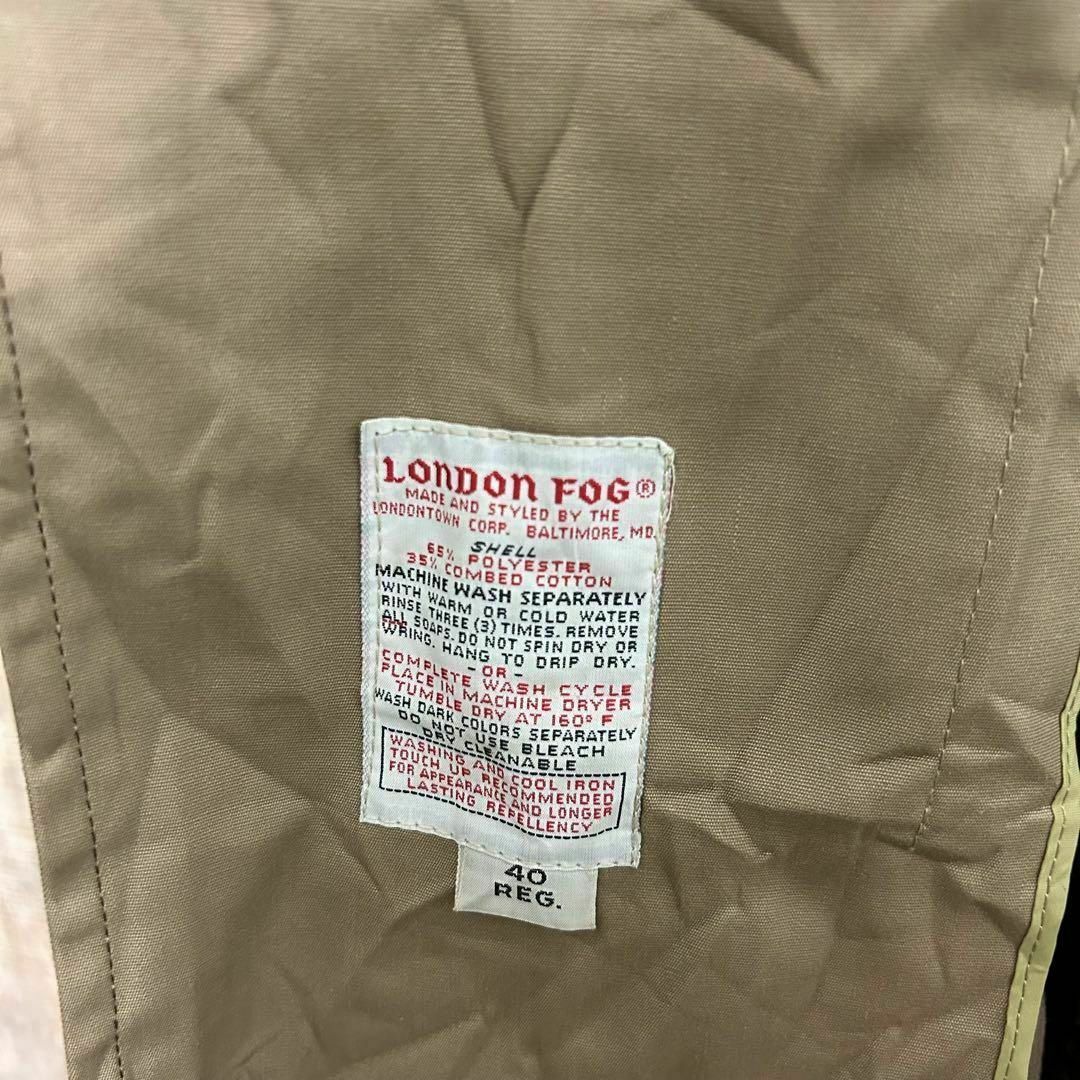 LONDON FOG®
MADE AND STYLED BY THE
LONDONTOWN CORP. BALTIMORE, MD.
SHELL
65% POLYESTER
35% COMBED COTTON
MACHINE WASH SEPARATELY
WITH WARM OR COLD WATER
RINSE THREE (3) TIMES. REMOVE
ALL SOAPS. DO NOT SPIN DRY OR
WRING. HANG TO DRIP DRY.
- OR -
COMPLETE WASH CYCLE
PLACE IN MACHINE DRYER
TUMBLE DRY AT 160° F
WASH DARK COLORS SEPARATELY
DO NOT USE BLEACH
DRY CLEANABLE
WASHING AND COOL IRON
TOUCH UP RECOMMENDED
FOR APPEARANCE AND LONGER
LASTING REPELLENCY
40
REG.